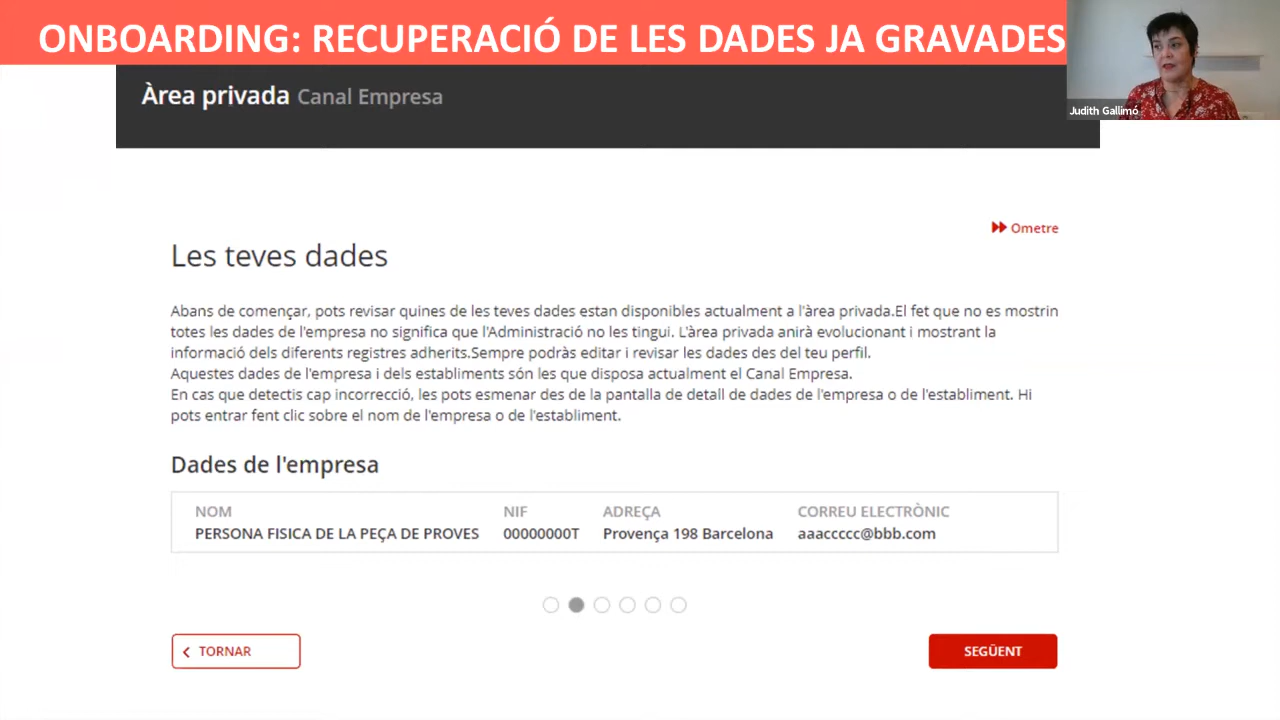 ONBOARDING: RECUPERACIÓ DE LES DADES JA GRAVADES
Judith Gallimó
Àrea privada Canal Empresa
Ometre
Les teves dades
Abans de començar, pots revisar quines de les teves dades estan disponibles actualment a l'àrea privada.El fet que no es mostrin
totes les dades de l'empresa no significa que l'Administració no les tingui. L'àrea privada anirà evolucionant i mostrant la
informació dels diferents registres adherits.Sempre podràs editar i revisar les dades des del teu perfil.
Aquestes dades de l'empresa i dels establiments són les que disposa actualment el Canal Empresa.
En cas que detectis cap incorrecció, les pots esmenar des de la pantalla de detall de dades de l'empresa o de l'establiment. Hi
pots entrar fent clic sobre el nom de l'empresa o de l'establiment.
Dades de l'empresa
NOM NIF ADREÇA CORREU ELECTRÒNIC
PERSONA FISICA DE LA PEÇA DE PROVES 00000000T Provença 198 Barcelona aaaccccc@bbb.com
TORNAR SEGÜENT